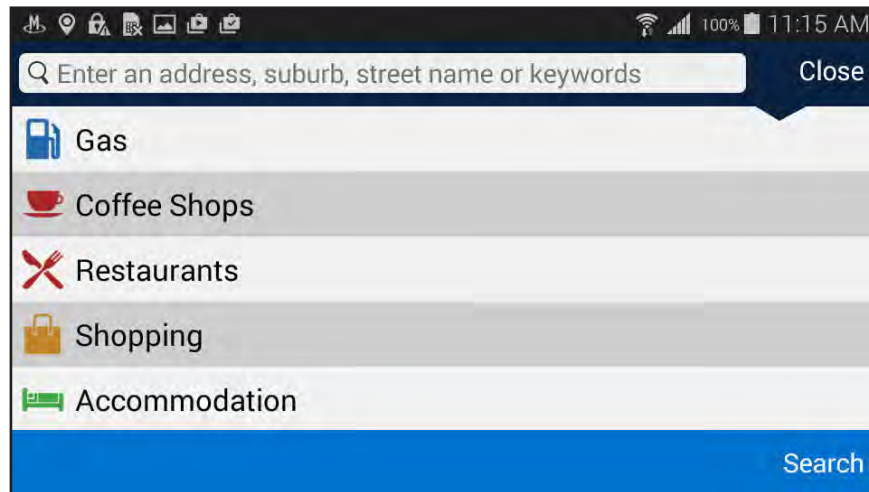 100% 11:15 AM
Enter an address, suburb, street name or keywords Close
Gas
Coffee Shops
Restaurants
Shopping
Accommodation
Search